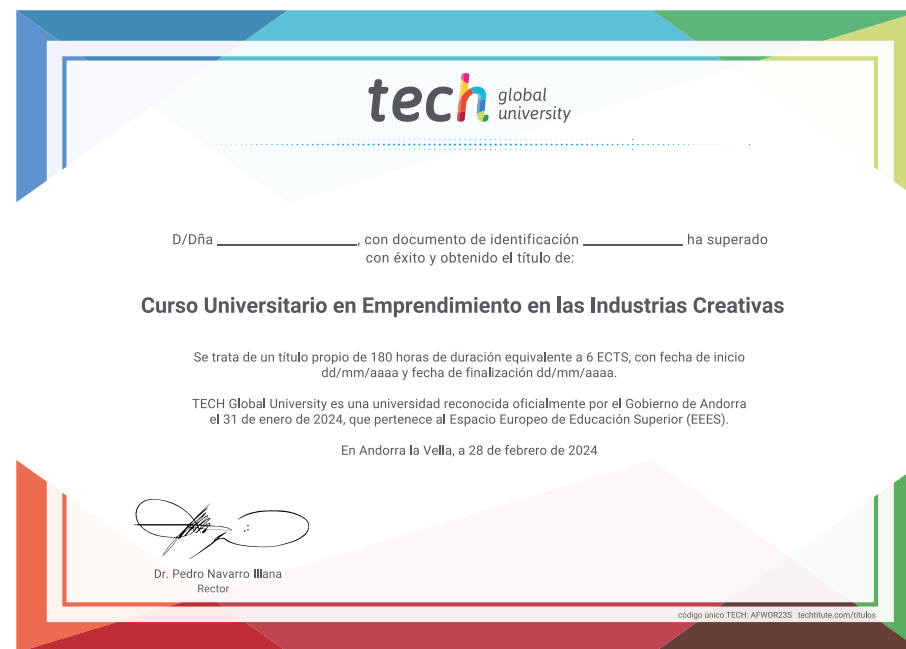 tech global university
D/Dña ____________________, con documento de identificación ______________ ha superado
con éxito y obtenido el título de:
Curso Universitario en Emprendimiento en las Industrias Creativas
Se trata de un título propio de 180 horas de duración equivalente a 6 ECTS, con fecha de inicio
dd/mm/aaaa y fecha de finalización dd/mm/aaaa.
TECH Global University es una universidad reconocida oficialmente por el Gobierno de Andorra
el 31 de enero de 2024, que pertenece al Espacio Europeo de Educación Superior (EEES).
En Andorra la Vella, a 28 de febrero de 2024
Dr. Pedro Navarro Illana
Rector
código único TECH: AFWOR23S techtitute.com/titulos